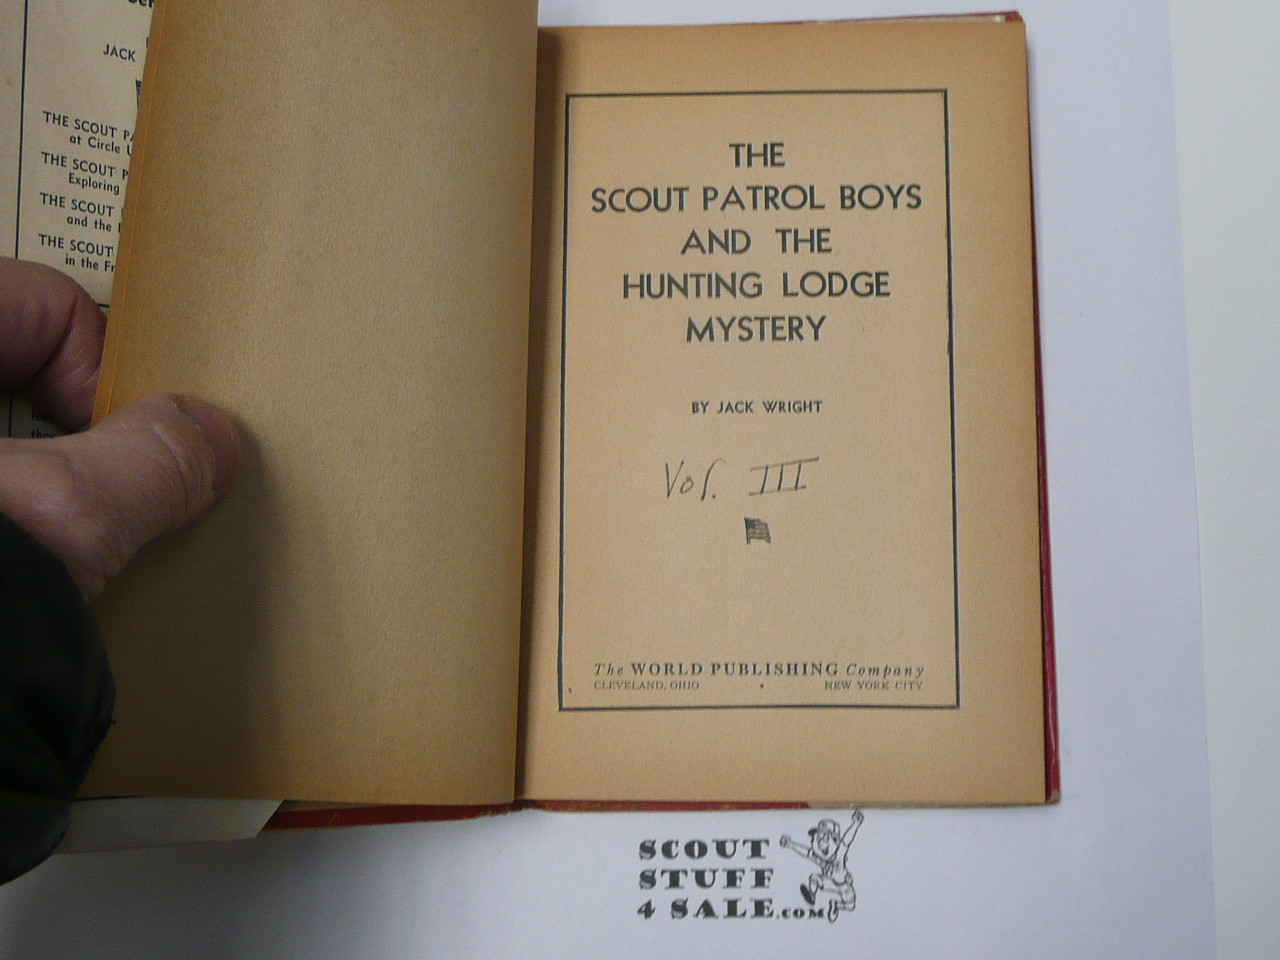 JACK
THE SCOUT
at Circle
THE SCOUT
Exploring
THE SCOUT
and the
THE SCOUT
in the
THE
SCOUT PATROL BOYS
AND THE
HUNTING LODGE
MYSTERY
BY JACK WRIGHT
Vol. III
The WORLD PUBLISHING Company
CLEVELAND, OHIO • NEW YORK CITY
SCOUT
STUFF
4 SALE.COM